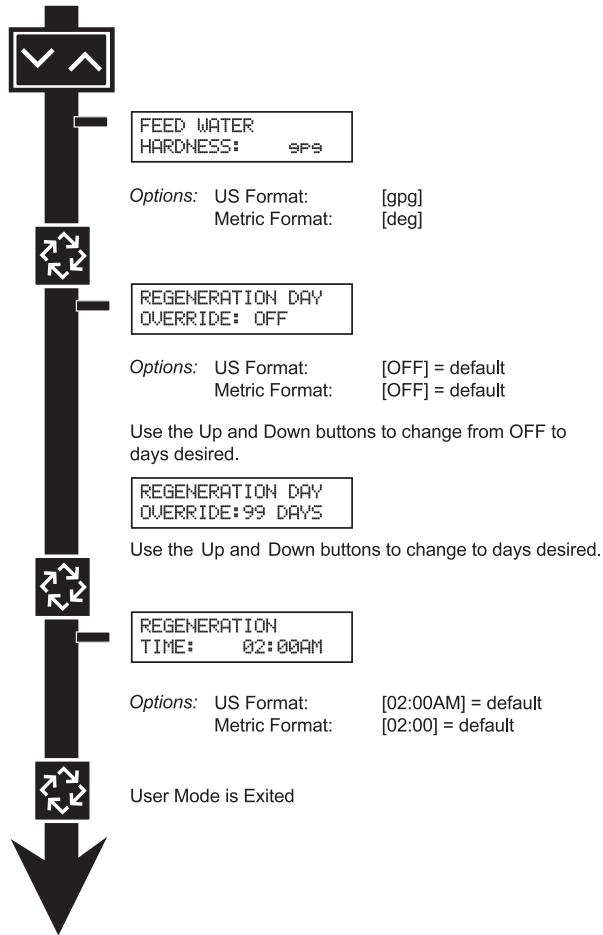 FEED WATER
HARDNESS: gpg
Options: US Format: [gpg]
Metric Format: [deg]
REGENERATION DAY
OVERRIDE: OFF
Options: US Format: [OFF] = default
Metric Format: [OFF] = default
Use the Up and Down buttons to change from OFF to
days desired.
REGENERATION DAY
OVERRIDE:99 DAYS
Use the Up and Down buttons to change to days desired.
REGENERATION
TIME: 02:00AM
Options: US Format: [02:00AM] = default
Metric Format: [02:00] = default
User Mode is Exited